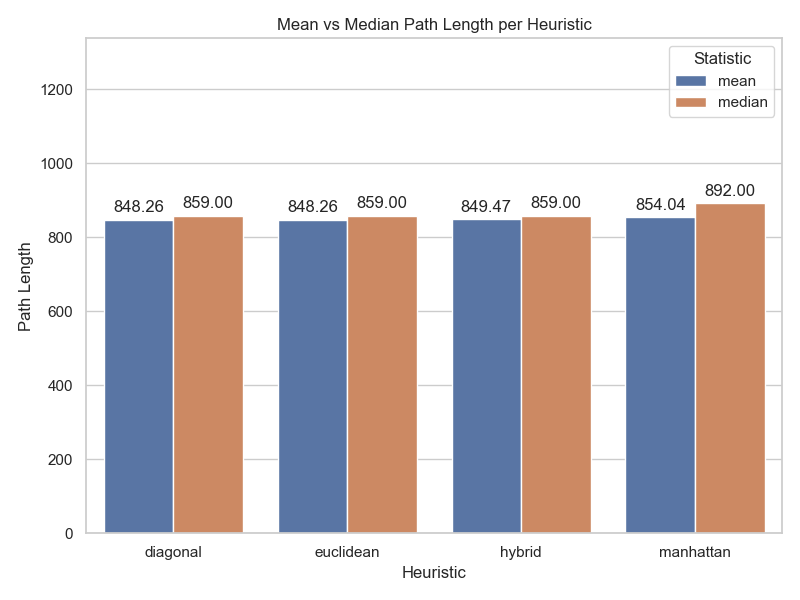 Mean vs Median Path Length per Heuristic
Statistic
mean
median
Path Length
1200
1000
800
600
400
200
0
848.26 859.00 848.26 859.00 849.47 859.00 854.04 892.00
diagonal euclidean hybrid manhattan
Heuristic